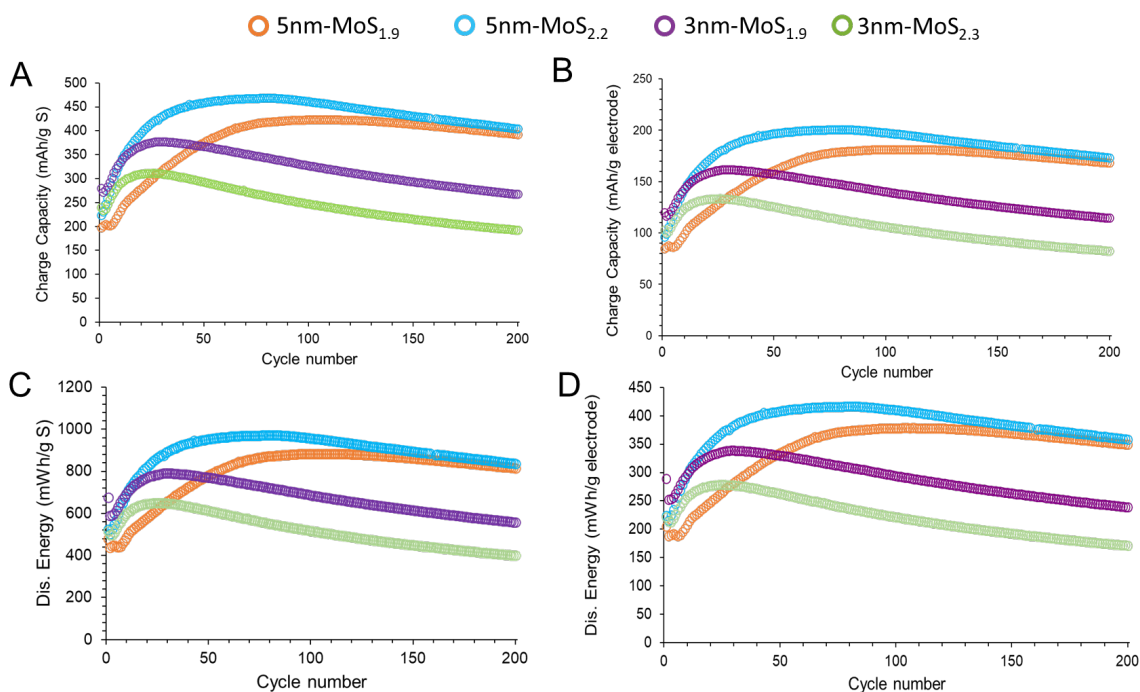 5nm-MoS1.9 5nm-MoS2.2 3nm-MoS1.9 3nm-MoS2.3
A
Charge Capacity (mAh/g S)
500
450
400
350
300
250
200
150
100
50
0
0 50 100 150 200
Cycle number
B
Charge Capacity (mAh/g electrode)
250
200
150
100
50
0
0 50 100 150 200
Cycle number
C
Dis. Energy (mWh/g S)
1200
1000
800
600
400
200
0
0 50 100 150 200
Cycle number
D
Dis. Energy (mWh/g electrode)
450
400
350
300
250
200
150
100
50
0
0 50 100 150 200
Cycle number